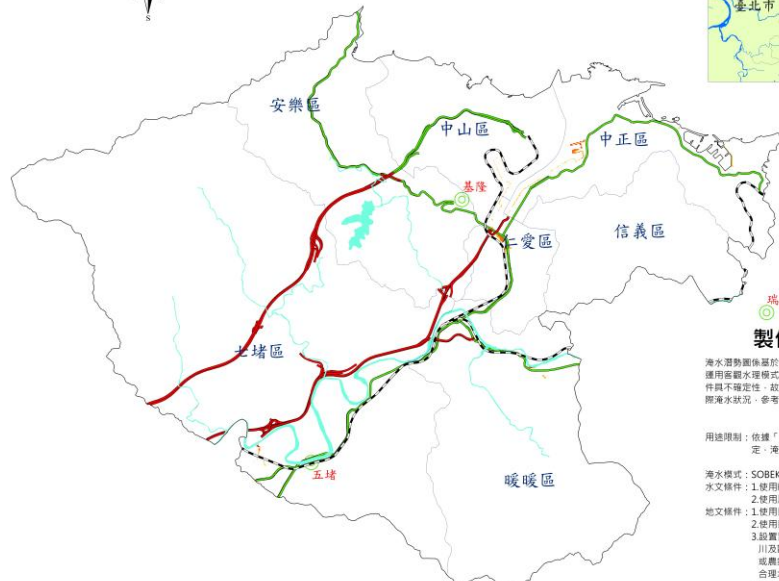 S
臺北市
安樂區
中山區
中正區
基隆
仁愛區
信義區
瑞
七堵區
製作
淹水潛勢圖係基於
運用客觀水理模式
件具不確定性，故
際淹水狀況，參考
用途限制：依據「
定，淹
五堵
暖暖區
淹水模式：SOBEK
水文條件：1.使用
2.使用
地文條件：1.使用
2.使用
3.設置
川及
或農
合理